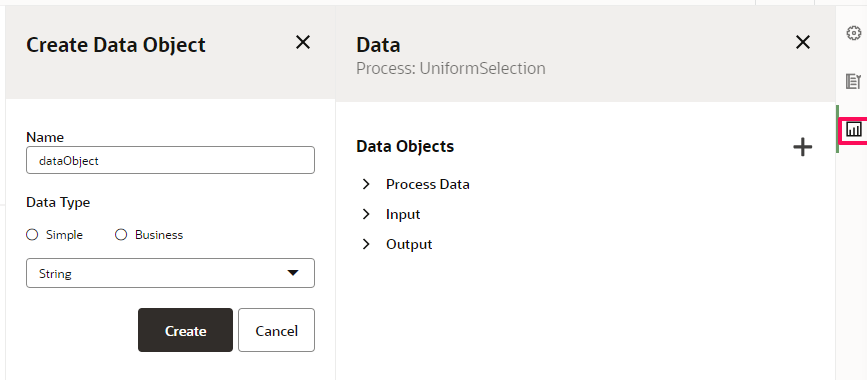 Create Data Object
Name
dataObject
Data Type
Simple
Business
String
Create
Cancel
Data
Process: UniformSelection
Data Objects
Process Data
Input
Output